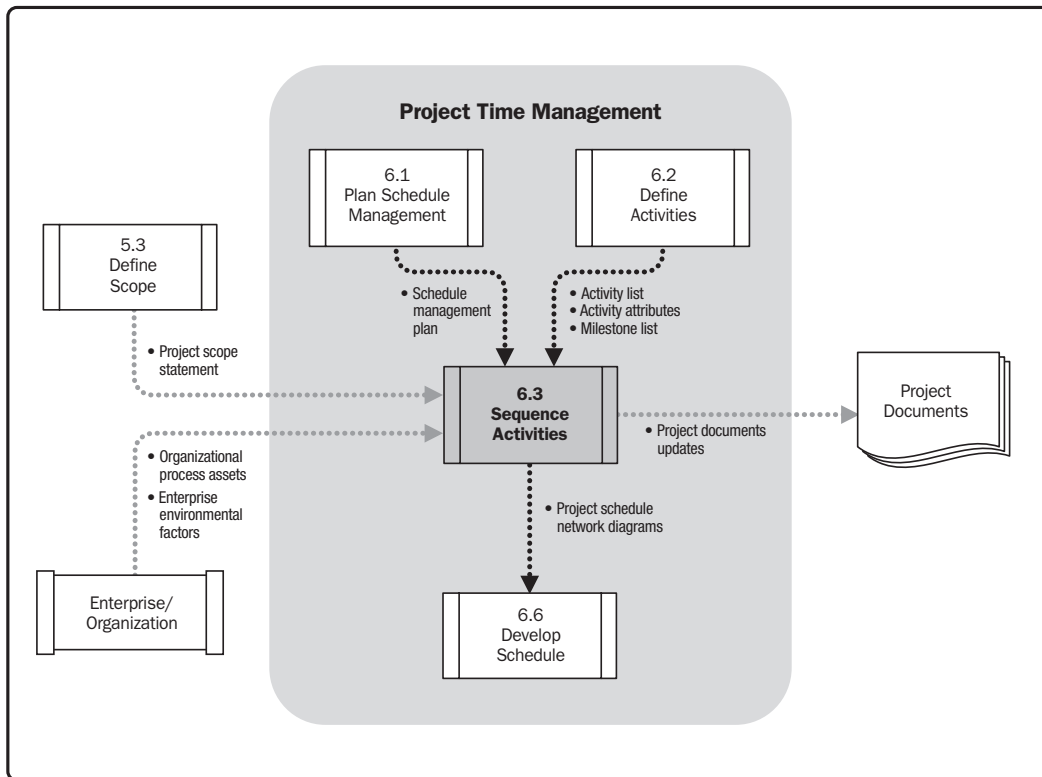 Project Time Management
6.1
Plan Schedule
Management
6.2
Define
Activities
5.3
Define
Scope
• Schedule
management
plan
• Activity list
• Activity attributes
• Milestone list
• Project scope
statement
6.3
Sequence
Activities
Project
Documents
• Project documents
updates
• Organizational
process assets
• Enterprise
environmental
factors
• Project schedule
network diagrams
Enterprise/
Organization
6.6
Develop
Schedule